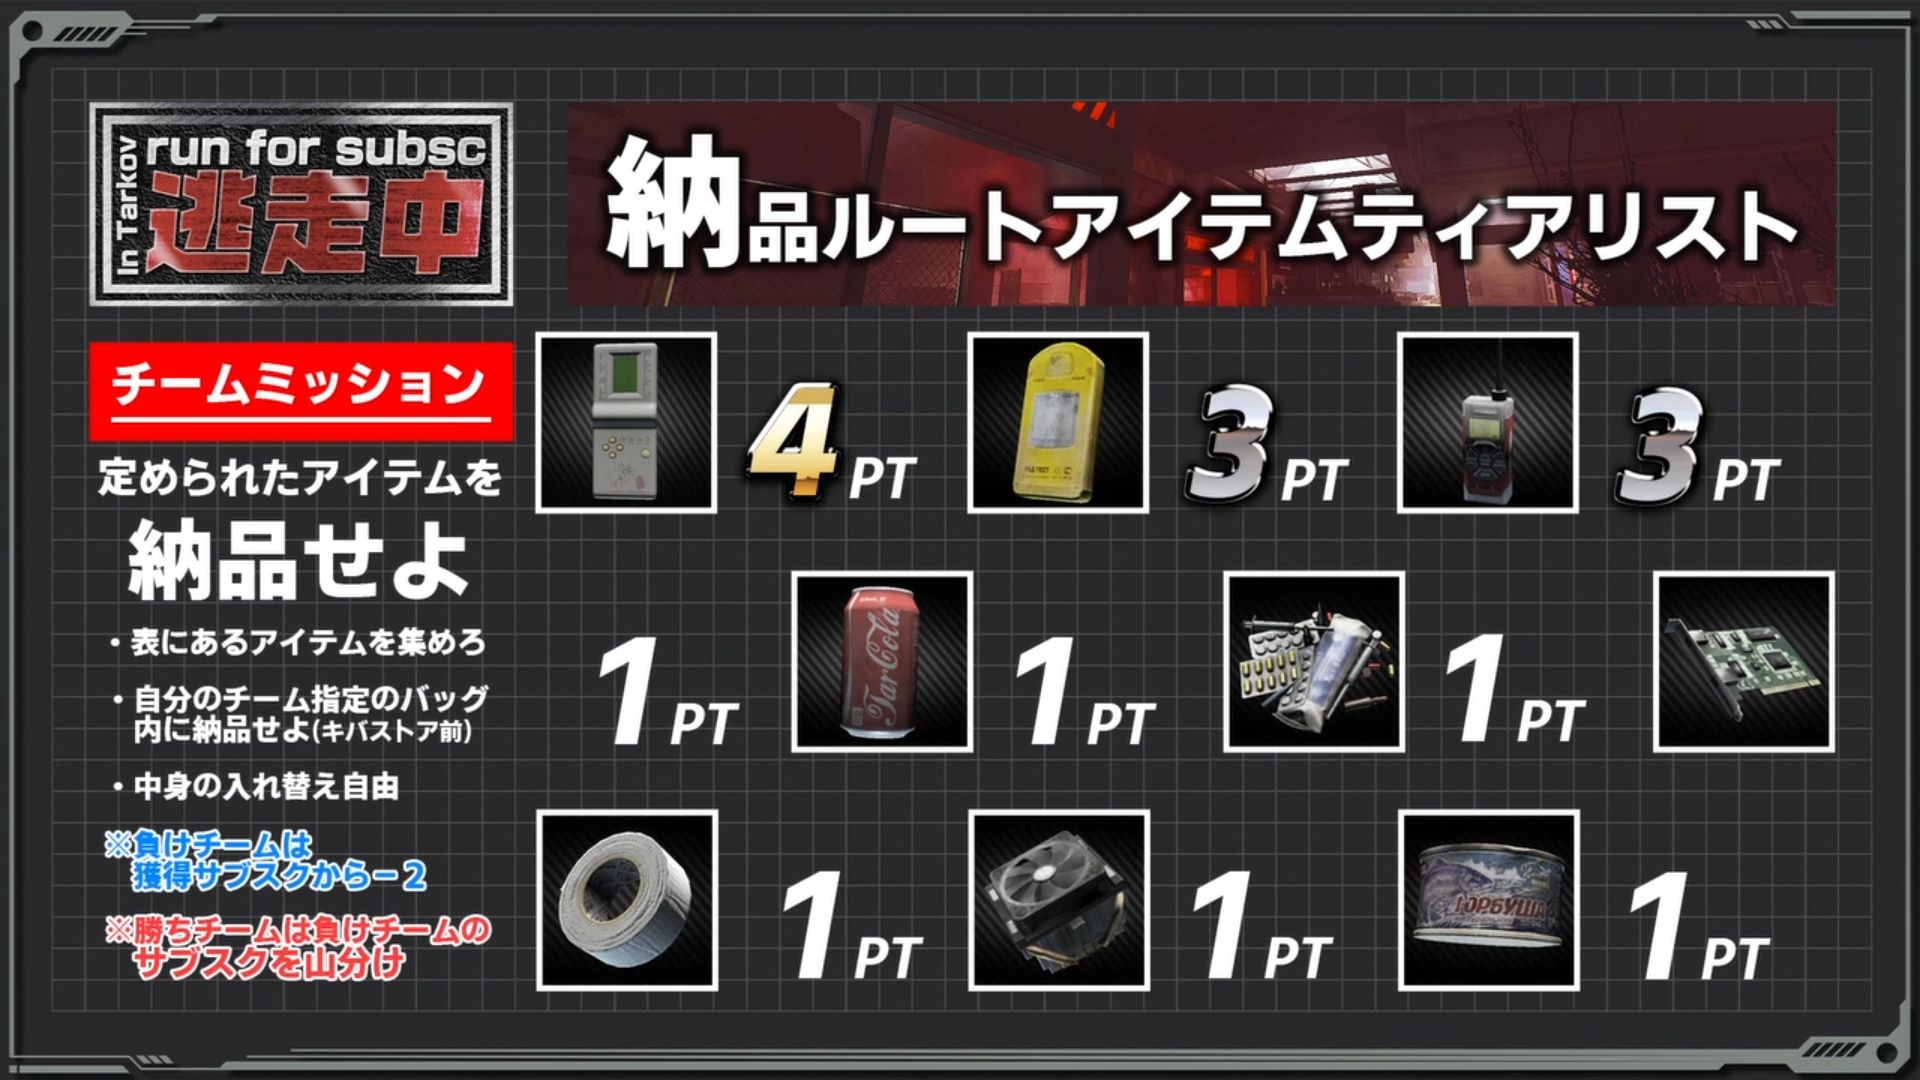 In Tarkov
run for subsc
逃走中
納品ルートアイテムティアリスト
チームミッション
定められたアイテムを
納品せよ
・表にあるアイテムを集めろ
・自分のチーム指定のバッグ
内に納品せよ(キバストア前)
・中身の入れ替え自由
※負けチームは
獲得サブスクから－2
※勝ちチームは負けチームの
サブスクを山分け
4 PT
РАД ТЕСТ
3 PT
3 PT
1 PT
TarCola
1 PT
1 PT
1 PT
1 PT
ГОРБУША
1 PT